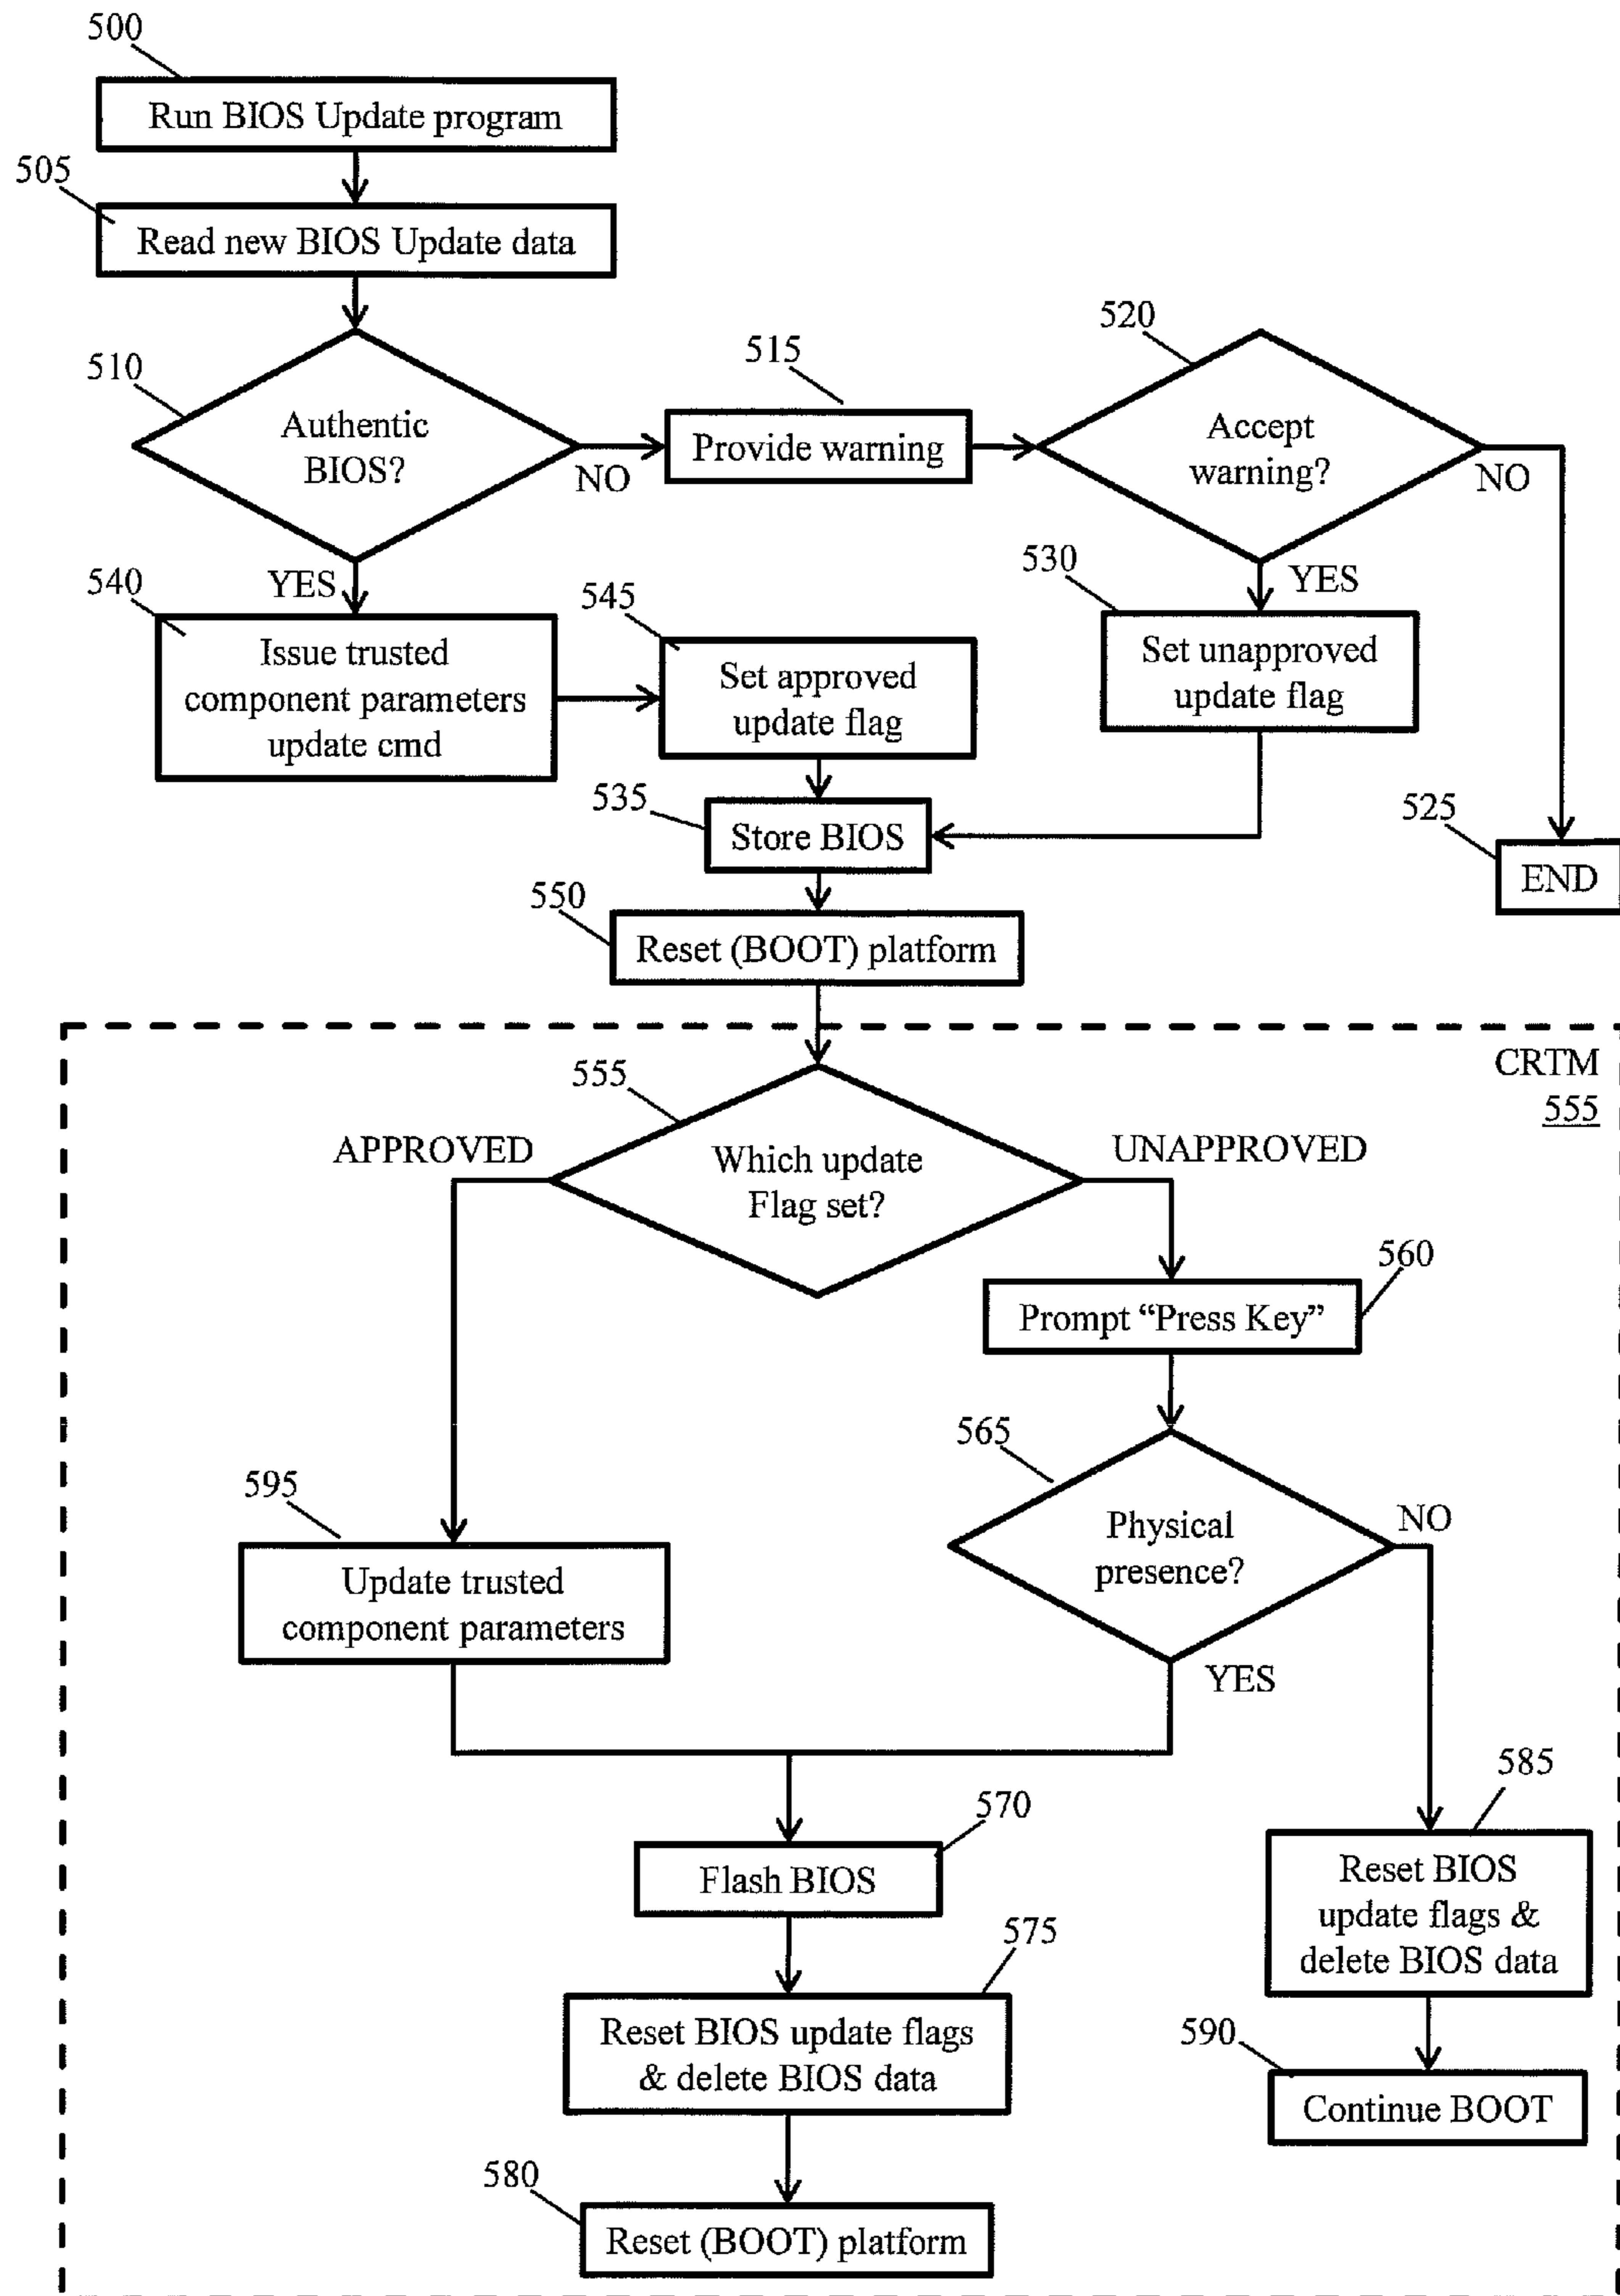 500
Run BIOS Update program
505
Read new BIOS Update data
510
Authentic
BIOS?
NO
YES
515
Provide warning
520
Accept
warning?
NO
YES
530
Set unapproved
update flag
540
Issue trusted
component parameters
update cmd
545
Set approved
update flag
535
Store BIOS
525
END
550
Reset (BOOT) platform
CRTM
555
555
Which update
Flag set?
APPROVED
UNAPPROVED
560
Prompt “Press Key”
565
Physical
presence?
NO
YES
595
Update trusted
component parameters
570
Flash BIOS
575
Reset BIOS update flags
& delete BIOS data
580
Reset (BOOT) platform
585
Reset BIOS
update flags &
delete BIOS data
590
Continue BOOT